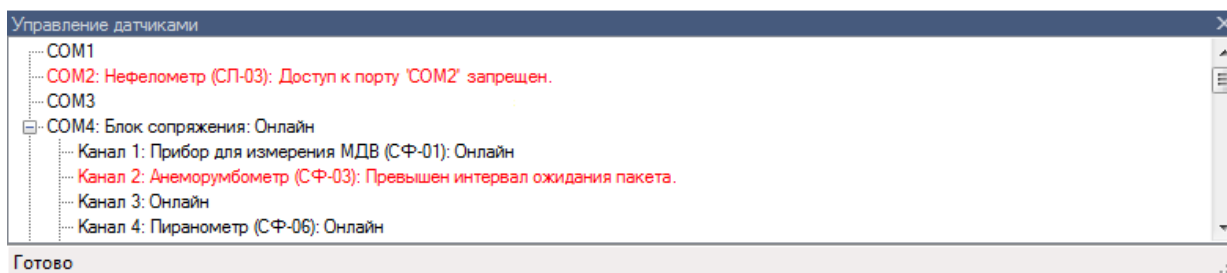 Управление датчиками
COM1
COM2: Нефелометр (СЛ-03): Доступ к порту 'COM2' запрещен.
COM3
COM4: Блок сопряжения: Онлайн
Канал 1: Прибор для измерения МДВ (СФ-01): Онлайн
Канал 2: Анеморумбометр (СФ-03): Превышен интервал ожидания пакета.
Канал 3: Онлайн
Канал 4: Пиранометр (СФ-06): Онлайн
Готово